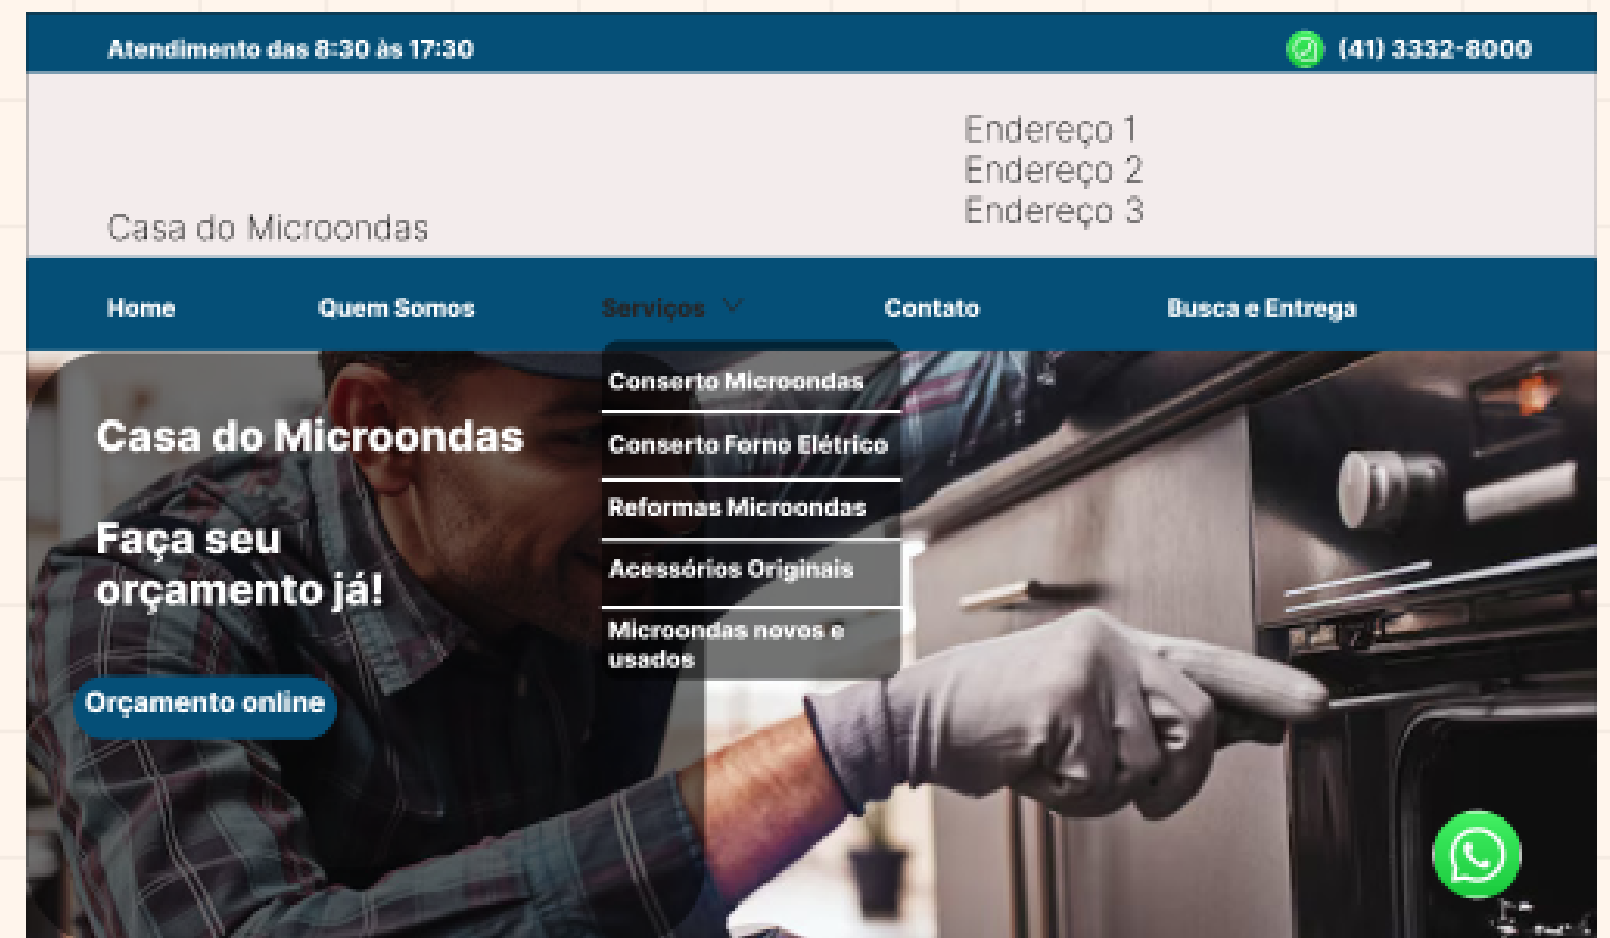 Atendimento das 8:30 às 17:30
(41) 3332-8000
Endereço 1
Endereço 2
Endereço 3
Casa do Microondas
Home
Quem Somos
Serviços
Contato
Busca e Entrega
Conserto Microondas
Conserto Forno Elétrico
Reformas Microondas
Acessórios Originais
Microondas novos e
usados
Casa do Microondas
Faça seu
orçamento já!
Orçamento online